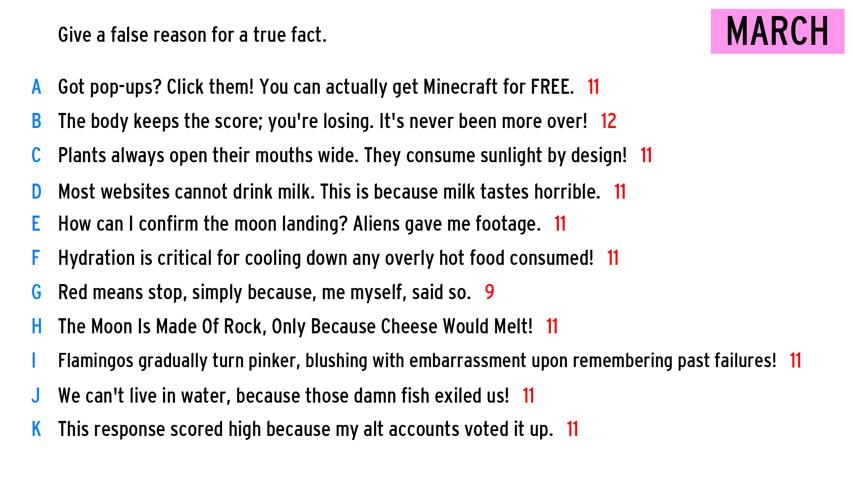 Give a false reason for a true fact.
MARCH
A Got pop-ups? Click them! You can actually get Minecraft for FREE. 11
B The body keeps the score; you're losing. It's never been more over! 12
C Plants always open their mouths wide. They consume sunlight by design! 11
D Most websites cannot drink milk. This is because milk tastes horrible. 11
E How can I confirm the moon landing? Aliens gave me footage. 11
F Hydration is critical for cooling down any overly hot food consumed! 11
G Red means stop, simply because, me myself, said so. 9
H The Moon Is Made Of Rock, Only Because Cheese Would Melt! 11
I Flamingos gradually turn pinker, blushing with embarrassment upon remembering past failures! 11
J We can't live in water, because those damn fish exiled us! 11
K This response scored high because my alt accounts voted it up. 11